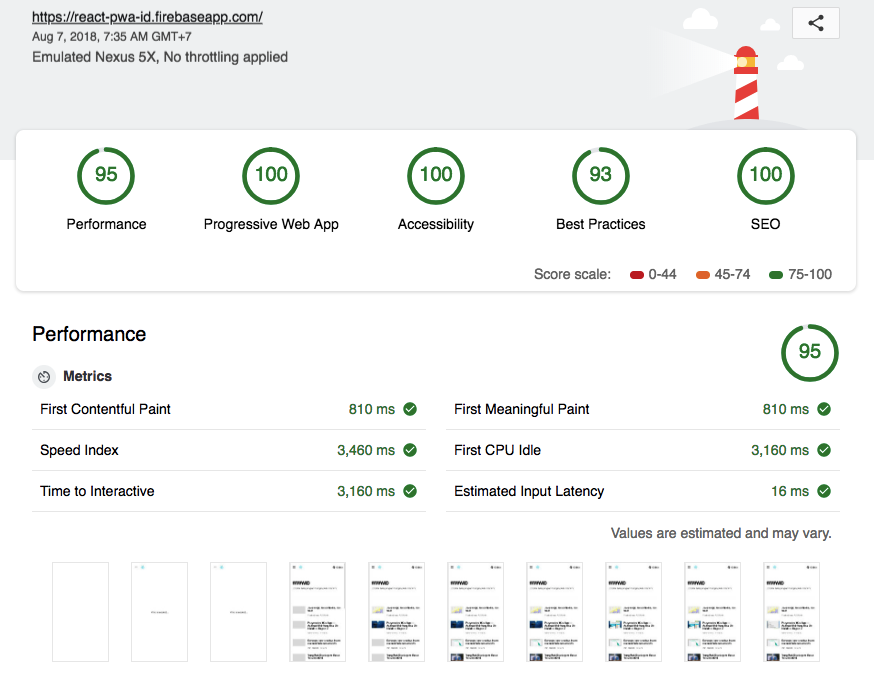 https://react-pwa-id.firebaseapp.com/
Aug 7, 2018, 7:35 AM GMT+7
Emulated Nexus 5X, No throttling applied
95 100 100 93 100
Performance Progressive Web App Accessibility Best Practices SEO
Score scale: 0-44 45-74 75-100
Performance
95
Metrics
First Contentful Paint 810 ms First Meaningful Paint 810 ms
Speed Index 3,460 ms First CPU Idle 3,160 ms
Time to Interactive 3,160 ms Estimated Input Latency 16 ms
Values are estimated and may vary.